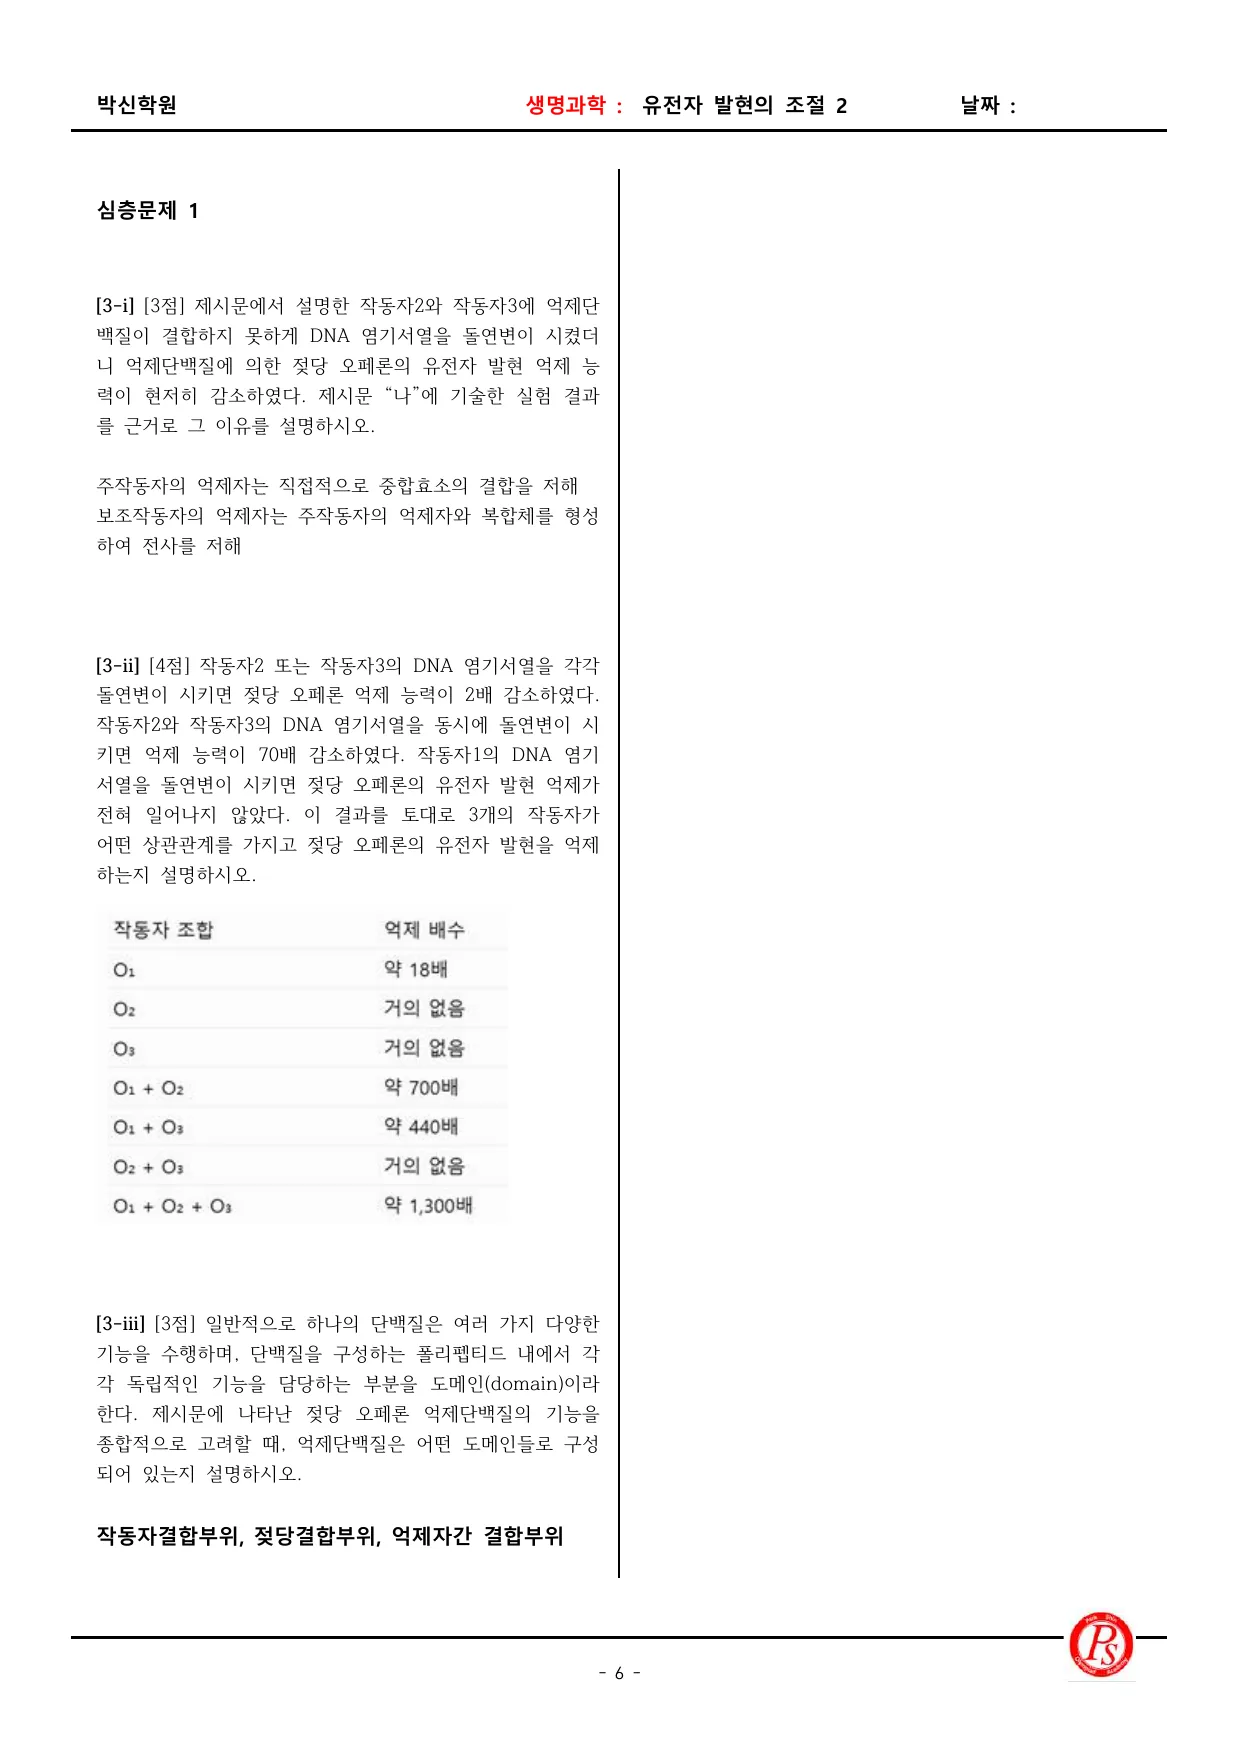 박신학원 생명과학 : 유전자 발현의 조절 2 날짜 :
심층문제 1
[3-i] [3점] 제시문에서 설명한 작동자2와 작동자3에 억제단
백질이 결합하지 못하게 DNA 염기서열을 돌연변이 시켰더
니 억제단백질에 의한 젖당 오페론의 유전자 발현 억제 능
력이 현저히 감소하였다. 제시문 “나”에 기술한 실험 결과
를 근거로 그 이유를 설명하시오.
주작동자의 억제자는 직접적으로 중합효소의 결합을 저해
보조작동자의 억제자는 주작동자의 억제자와 복합체를 형성
하여 전사를 저해
[3-ii] [4점] 작동자2 또는 작동자3의 DNA 염기서열을 각각
돌연변이 시키면 젖당 오페론 억제 능력이 2배 감소하였다.
작동자2와 작동자3의 DNA 염기서열을 동시에 돌연변이 시
키면 억제 능력이 70배 감소하였다. 작동자1의 DNA 염기
서열을 돌연변이 시키면 젖당 오페론의 유전자 발현 억제가
전혀 일어나지 않았다. 이 결과를 토대로 3개의 작동자가
어떤 상관관계를 가지고 젖당 오페론의 유전자 발현을 억제
하는지 설명하시오.
작동자 조합 억제 배수
O₁ 약 18배
O₂ 거의 없음
O₃ 거의 없음
O₁ + O₂ 약 700배
O₁ + O₃ 약 440배
O₂ + O₃ 거의 없음
O₁ + O₂ + O₃ 약 1,300배
[3-iii] [3점] 일반적으로 하나의 단백질은 여러 가지 다양한
기능을 수행하며, 단백질을 구성하는 폴리펩티드 내에서 각
각 독립적인 기능을 담당하는 부분을 도메인(domain)이라
한다. 제시문에 나타난 젖당 오페론 억제단백질의 기능을
종합적으로 고려할 때, 억제단백질은 어떤 도메인들로 구성
되어 있는지 설명하시오.
작동자결합부위, 젖당결합부위, 억제자간 결합부위
Ps
- 6 -